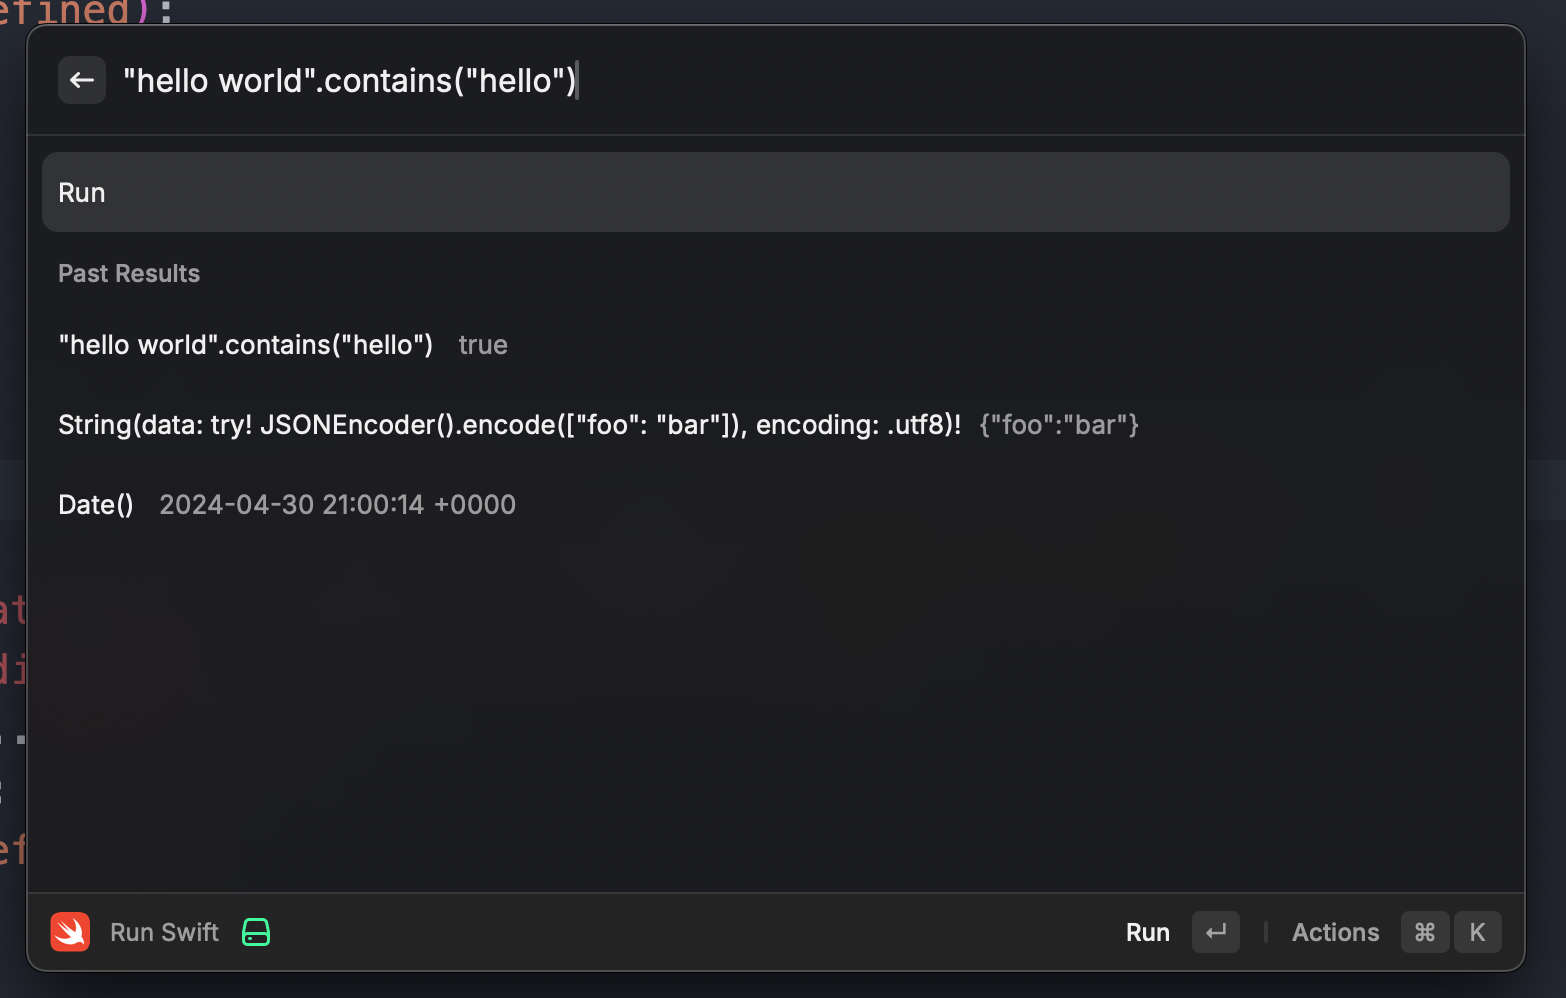 efined):
"hello world".contains("hello")
Run
Past Results
"hello world".contains("hello") true
String(data: try! JSONEncoder().encode(["foo": "bar"]), encoding: .utf8)! {"foo":"bar"}
Date() 2024-04-30 21:00:14 +0000
at
di
..
:
ef
Run Swift Run ↵ Actions ⌘ K